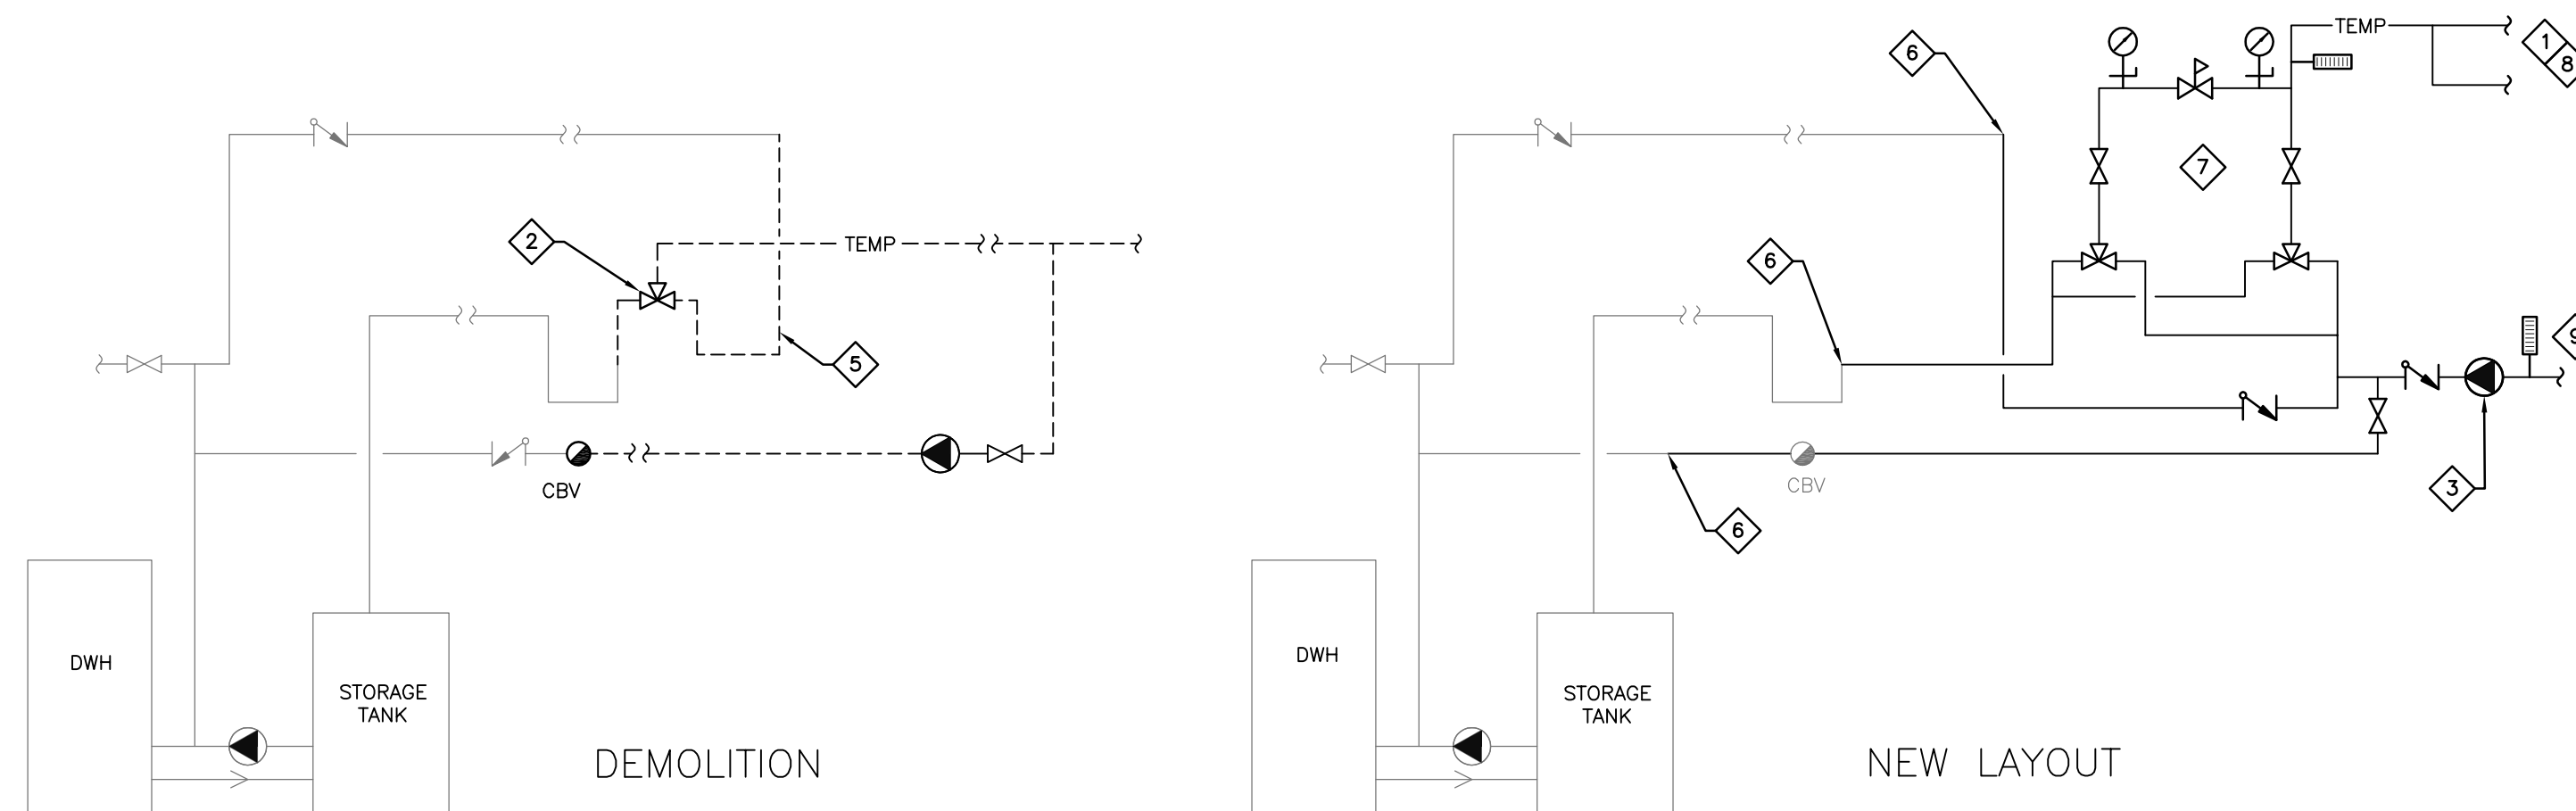 TEMP
2
5
CBV
DWH
STORAGE
TANK
DEMOLITION
6
TEMP
1
8
7
6
9
CBV
3
6
DWH
STORAGE
TANK
NEW LAYOUT